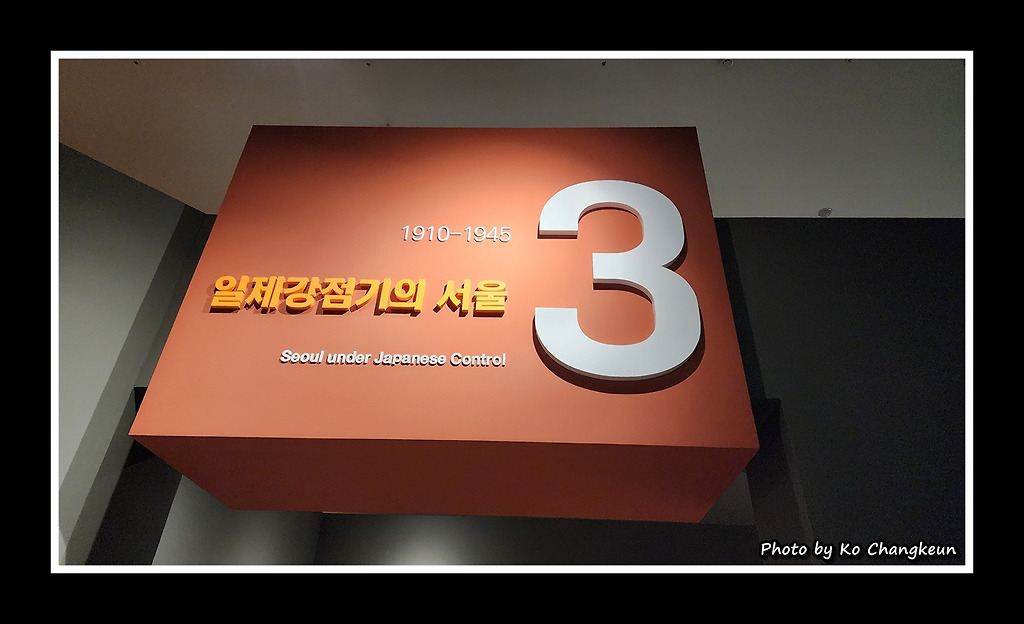 1910-1945
일제강점기의 서울
Seoul under Japanese Control
3
Photo by Ko Changkeun